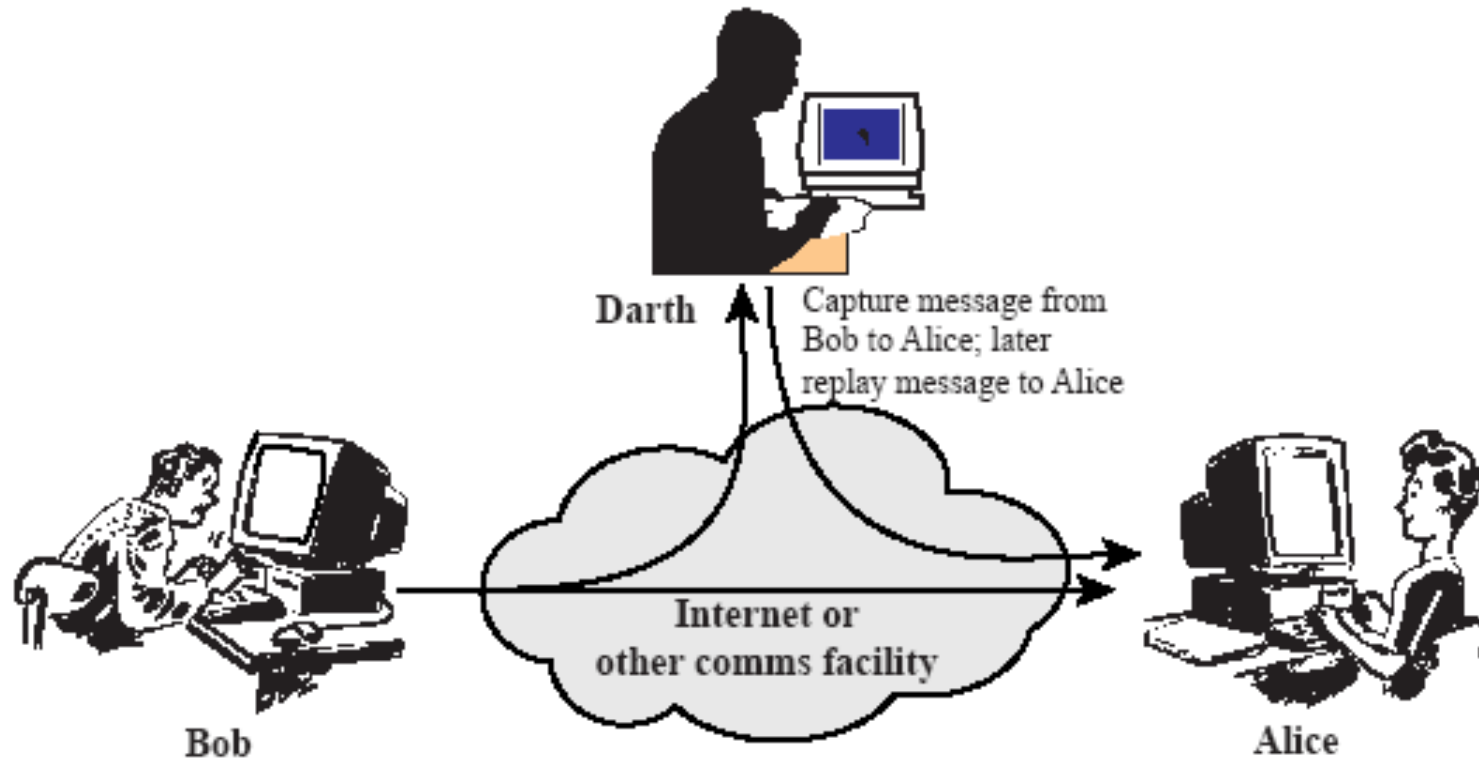 Darth
Capture message from
Bob to Alice; later
replay message to Alice
Internet or
other comms facility
Bob
Alice